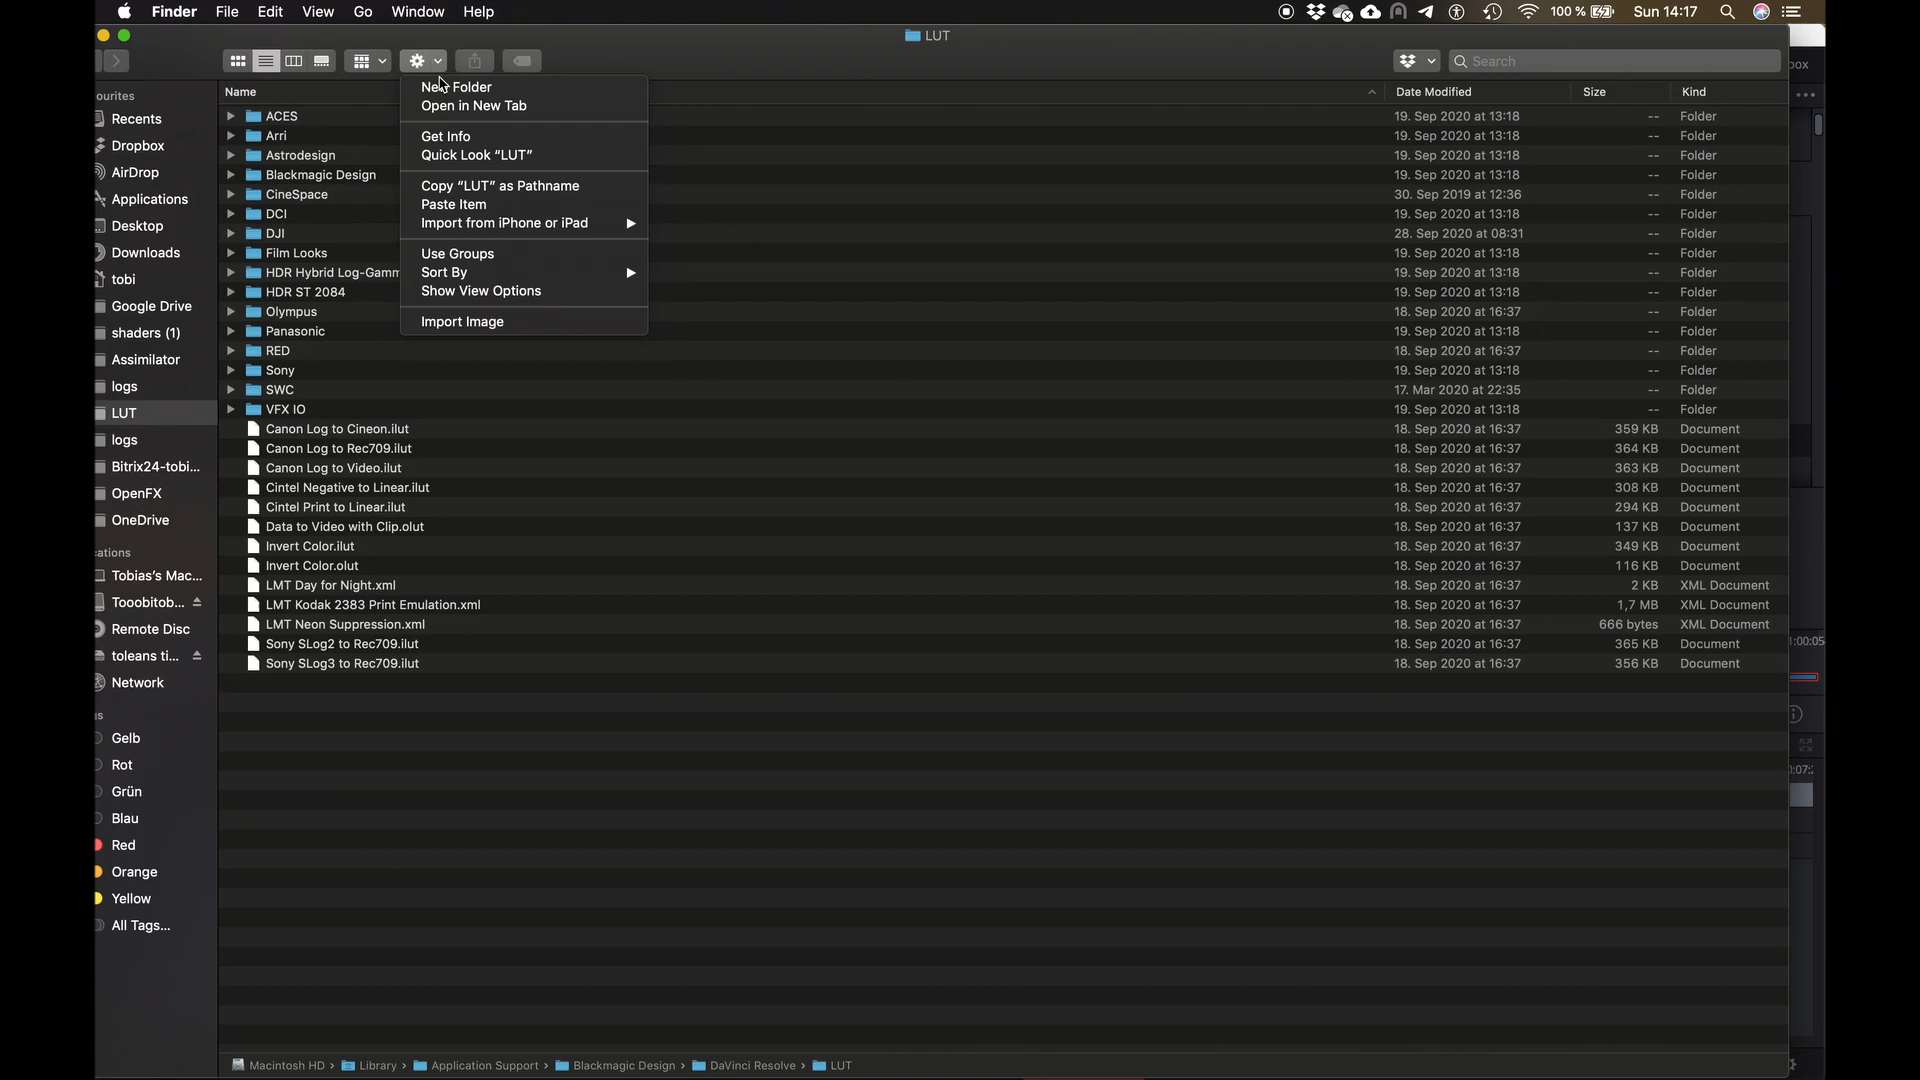 Finder File Edit View Go Window Help 100 % Sun 14:17
LUT
Search
box
ourites
Recents
Dropbox
AirDrop
Applications
Desktop
Downloads
tobi
Google Drive
shaders (1)
Assimilator
logs
LUT
logs
Bitrix24-tobi...
OpenFX
OneDrive
cations
Tobias's Mac...
Tooobitob...
Remote Disc
toleans ti...
Network
gs
Gelb
Rot
Grün
Blau
Red
Orange
Yellow
All Tags...
New Folder
Open in New Tab
Get Info
Quick Look “LUT”
Copy “LUT” as Pathname
Paste Item
Import from iPhone or iPad
Use Groups
Sort By
Show View Options
Import Image
Name Date Modified Size Kind
ACES 19. Sep 2020 at 13:18 -- Folder
Arri 19. Sep 2020 at 13:18 -- Folder
Astrodesign 19. Sep 2020 at 13:18 -- Folder
Blackmagic Design 19. Sep 2020 at 13:18 -- Folder
CineSpace 30. Sep 2019 at 12:36 -- Folder
DCI 19. Sep 2020 at 13:18 -- Folder
DJI 28. Sep 2020 at 08:31 -- Folder
Film Looks 19. Sep 2020 at 13:18 -- Folder
HDR Hybrid Log-Gamm 19. Sep 2020 at 13:18 -- Folder
HDR ST 2084 19. Sep 2020 at 13:18 -- Folder
Olympus 18. Sep 2020 at 16:37 -- Folder
Panasonic 19. Sep 2020 at 13:18 -- Folder
RED 18. Sep 2020 at 16:37 -- Folder
Sony 19. Sep 2020 at 13:18 -- Folder
SWC 17. Mar 2020 at 22:35 -- Folder
VFX IO 19. Sep 2020 at 13:18 -- Folder
Canon Log to Cineon.ilut 18. Sep 2020 at 16:37 359 KB Document
Canon Log to Rec709.ilut 18. Sep 2020 at 16:37 364 KB Document
Canon Log to Video.ilut 18. Sep 2020 at 16:37 363 KB Document
Cintel Negative to Linear.ilut 18. Sep 2020 at 16:37 308 KB Document
Cintel Print to Linear.ilut 18. Sep 2020 at 16:37 294 KB Document
Data to Video with Clip.olut 18. Sep 2020 at 16:37 137 KB Document
Invert Color.ilut 18. Sep 2020 at 16:37 349 KB Document
Invert Color.olut 18. Sep 2020 at 16:37 116 KB Document
LMT Day for Night.xml 18. Sep 2020 at 16:37 2 KB XML Document
LMT Kodak 2383 Print Emulation.xml 18. Sep 2020 at 16:37 1,7 MB XML Document
LMT Neon Suppression.xml 18. Sep 2020 at 16:37 666 bytes XML Document
Sony SLog2 to Rec709.ilut 18. Sep 2020 at 16:37 365 KB Document
Sony SLog3 to Rec709.ilut 18. Sep 2020 at 16:37 356 KB Document
1:00:05
Macintosh HD › Library › Application Support › Blackmagic Design › DaVinci Resolve › LUT